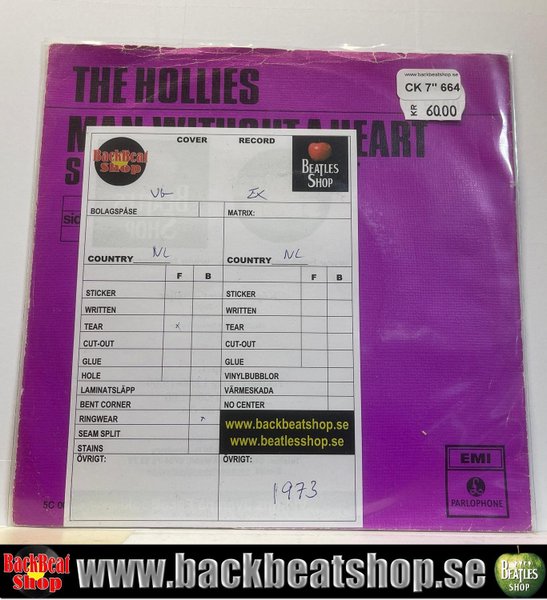 THE HOLLIES
MAN WITHOUT A HEART
S
sid
www.backbeatshop.se
CK 7" 664
KR 60.00
COVER RECORD
BackBeat Shop
BEATLES SHOP
VG EX
BOLAGSPÅSE MATRIX:
COUNTRY NL COUNTRY NL
F B F B
STICKER STICKER
WRITTEN WRITTEN
TEAR x TEAR
CUT-OUT CUT-OUT
GLUE GLUE
HOLE VINYLBUBBLOR
LAMINATSLÄPP VÄRMESKADA
BENT CORNER NO CENTER
RINGWEAR x
SEAM SPLIT
STAINS
www.backbeatshop.se
www.beatlesshop.se
ÖVRIGT: ÖVRIGT:
1973
5C 00
EMI
PARLOPHONE
BackBeat Shop www.backbeatshop.se BEATLES SHOP